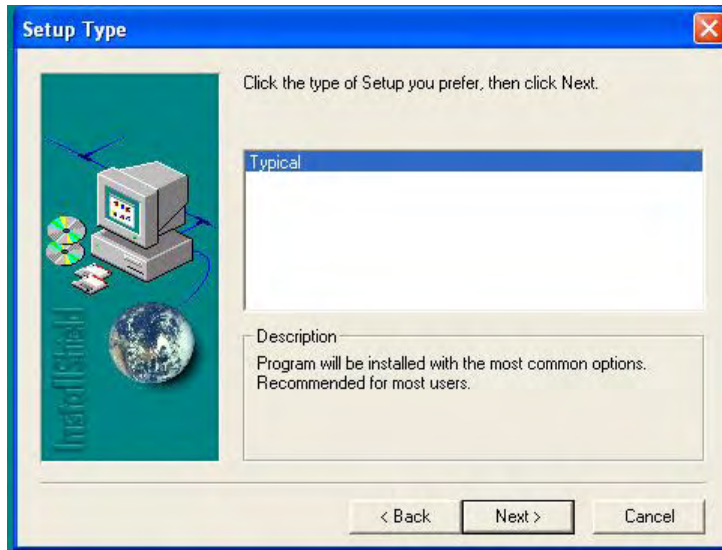 Setup Type
Click the type of Setup you prefer, then click Next.
Typical
Description
Program will be installed with the most common options.
Recommended for most users.
InstallShield
< Back
Next >
Cancel